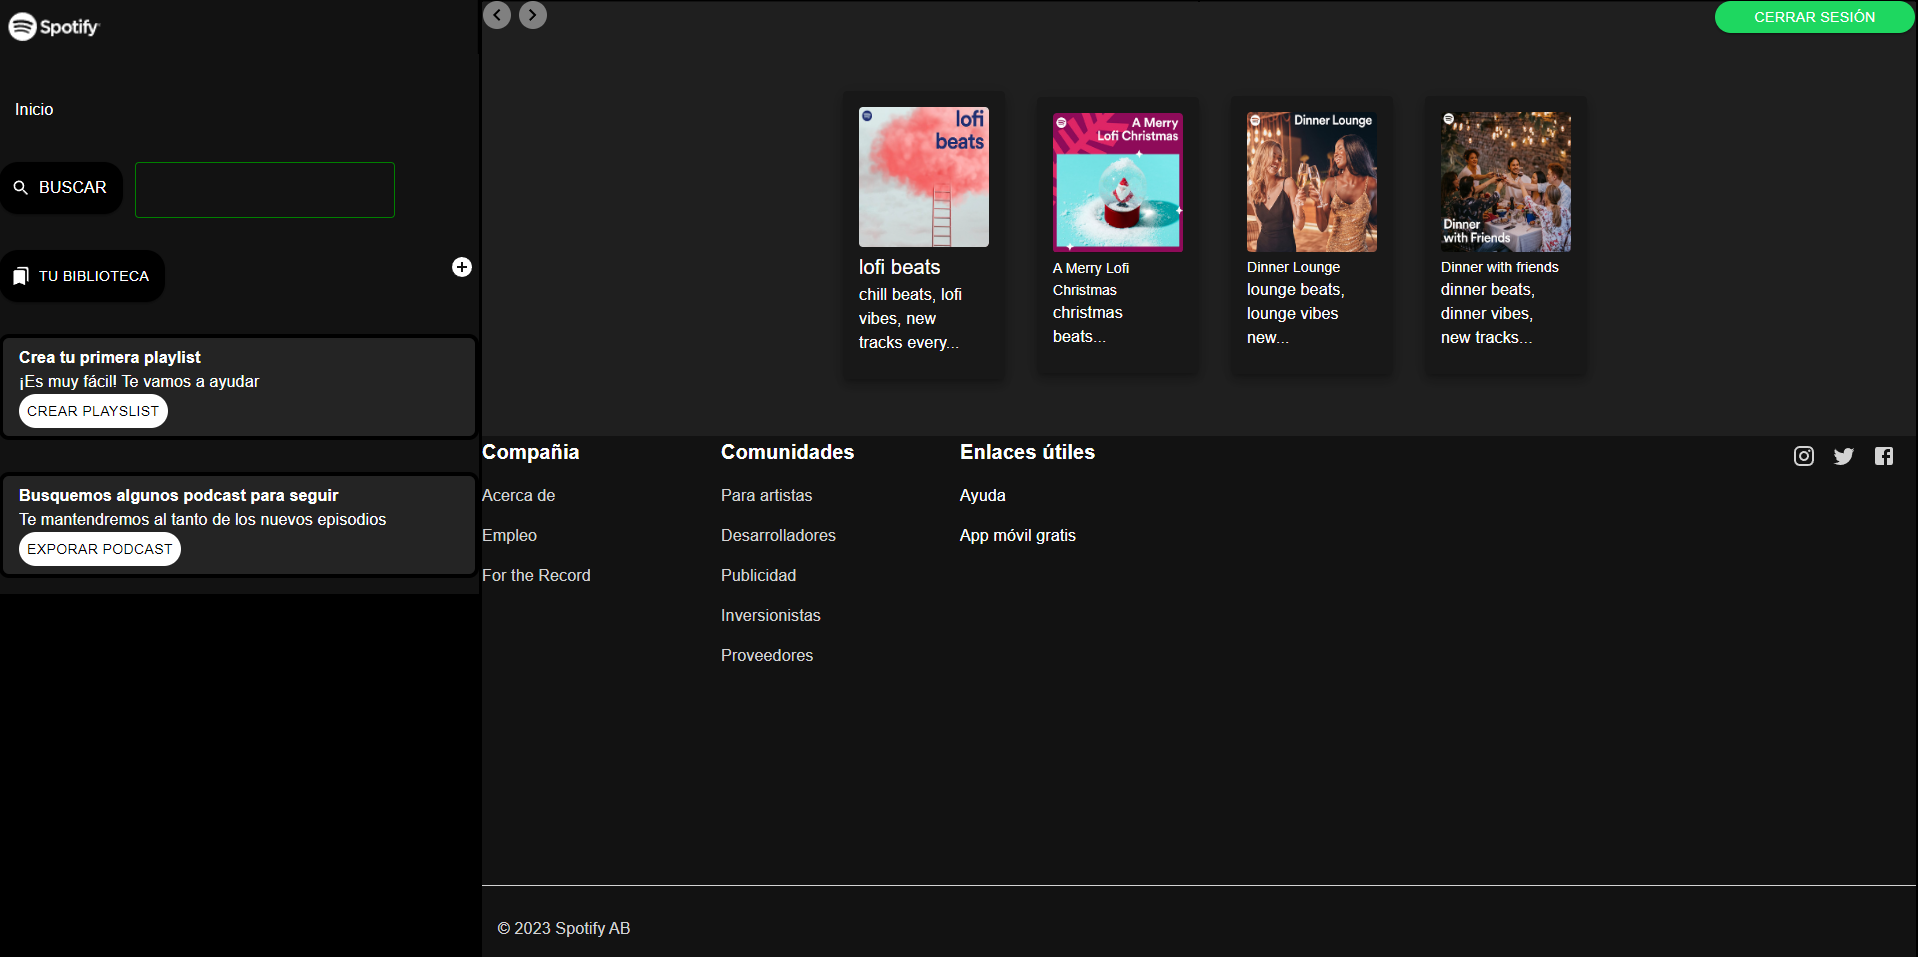 Spotify
Inicio
BUSCAR
TU BIBLIOTECA
Crea tu primera playlist
¡Es muy fácil! Te vamos a ayudar
CREAR PLAYSLIST
Busquemos algunos podcast para seguir
Te mantendremos al tanto de los nuevos episodios
EXPORAR PODCAST
CERRAR SESIÓN
lofi
beats
lofi beats
chill beats, lofi
vibes, new
tracks every...
A Merry
Lofi Christmas
A Merry Lofi
Christmas
christmas
beats...
Dinner Lounge
Dinner Lounge
lounge beats,
lounge vibes
new...
Dinner
with Friends
Dinner with friends
dinner beats,
dinner vibes,
new tracks...
Compañia
Acerca de
Empleo
For the Record
Comunidades
Para artistas
Desarrolladores
Publicidad
Inversionistas
Proveedores
Enlaces útiles
Ayuda
App móvil gratis
© 2023 Spotify AB